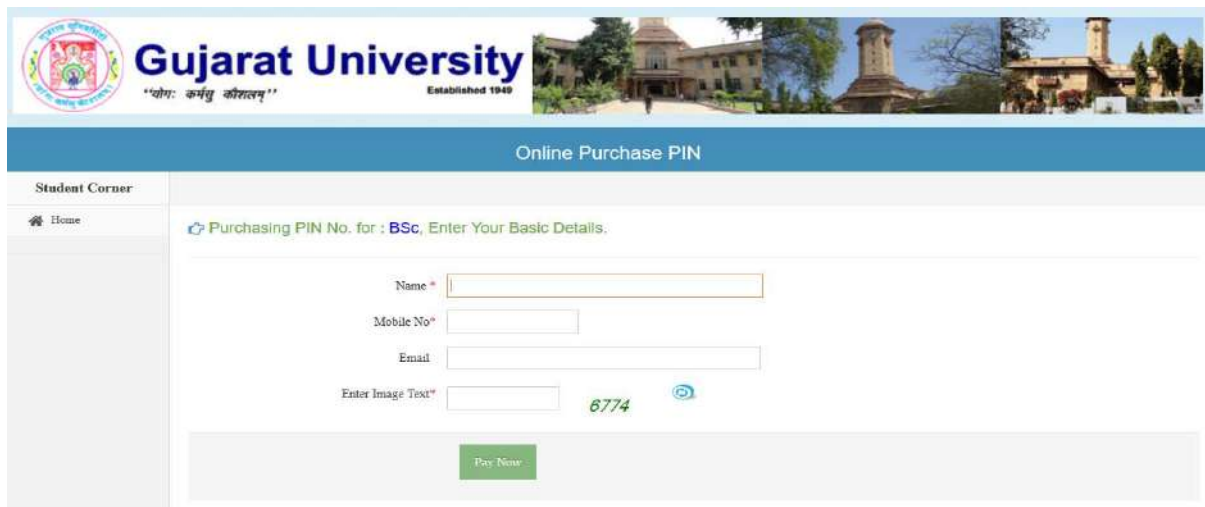 Gujarat University
"योगः कर्मसु कौशलम्"
Established 1949
Online Purchase PIN
Student Corner
Home
Purchasing PIN No. for : BSc, Enter Your Basic Details.
Name *
Mobile No*
Email
Enter Image Text*
6774
Pay Now